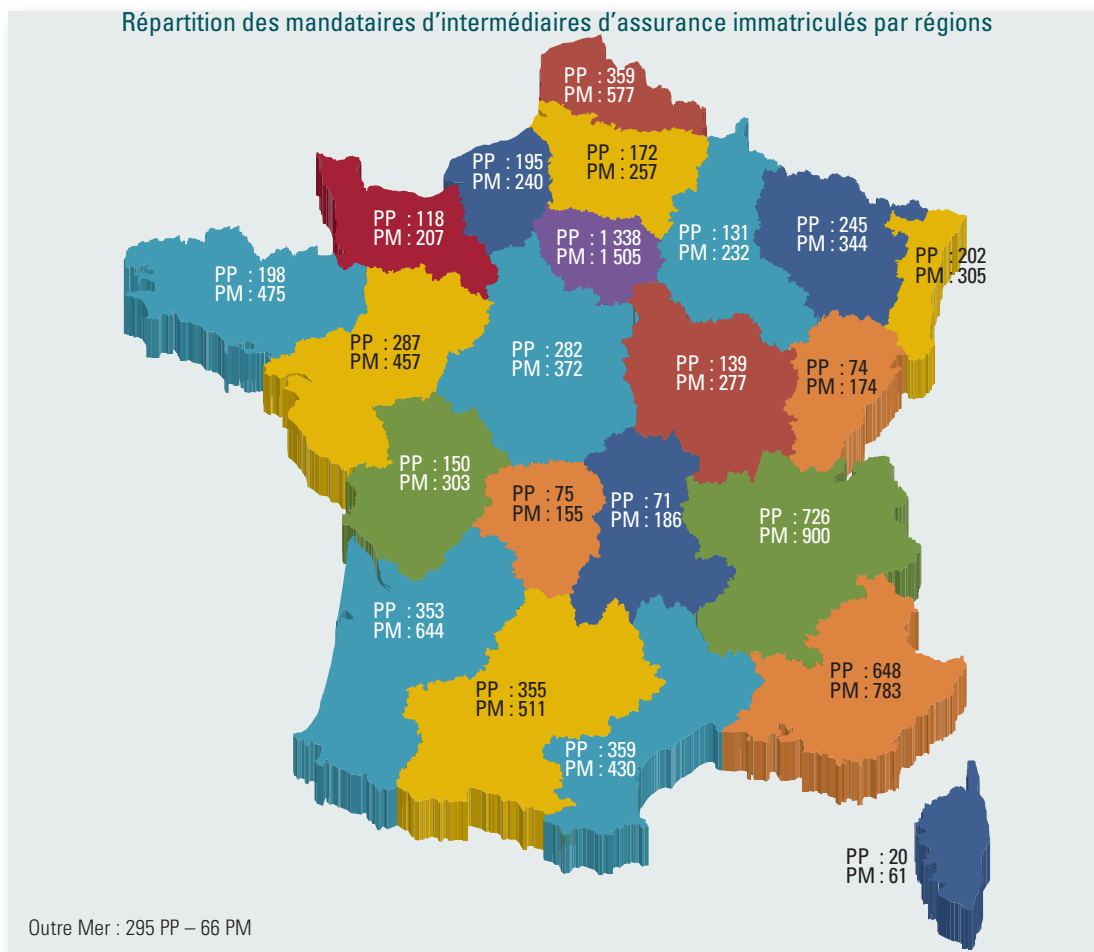 Répartition des mandataires d'intermédiaires d'assurance immatriculés par régions
PP : 359
PM : 577
PP : 195
PM : 240
PP : 172
PM : 257
PP : 118
PM : 207
PP : 1 338
PM : 1 505
PP : 131
PM : 232
PP : 245
PM : 344
PP : 202
PM : 305
PP : 198
PM : 475
PP : 287
PM : 457
PP : 282
PM : 372
PP : 139
PM : 277
PP : 74
PM : 174
PP : 150
PM : 303
PP : 75
PM : 155
PP : 71
PM : 186
PP : 726
PM : 900
PP : 353
PM : 644
PP : 355
PM : 511
PP : 648
PM : 783
PP : 359
PM : 430
PP : 20
PM : 61
Outre Mer : 295 PP – 66 PM